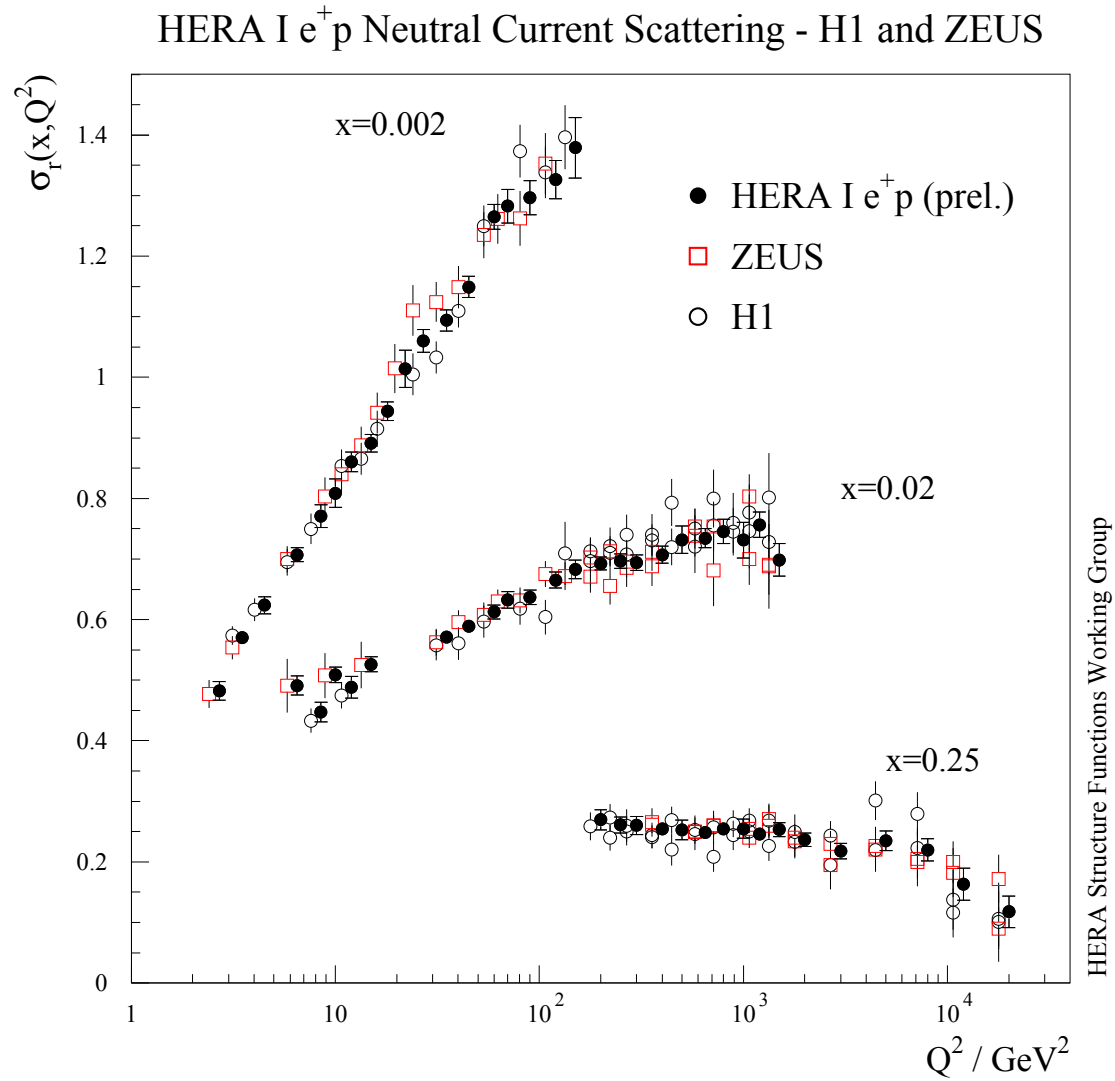 HERA I e⁺p Neutral Current Scattering - H1 and ZEUS
σr(x,Q²)
x=0.002
HERA I e⁺p (prel.)
ZEUS
H1
x=0.02
x=0.25
1.4
1.2
1
0.8
0.6
0.4
0.2
0
1
10
10²
10³
10⁴
Q² / GeV²
HERA Structure Functions Working Group